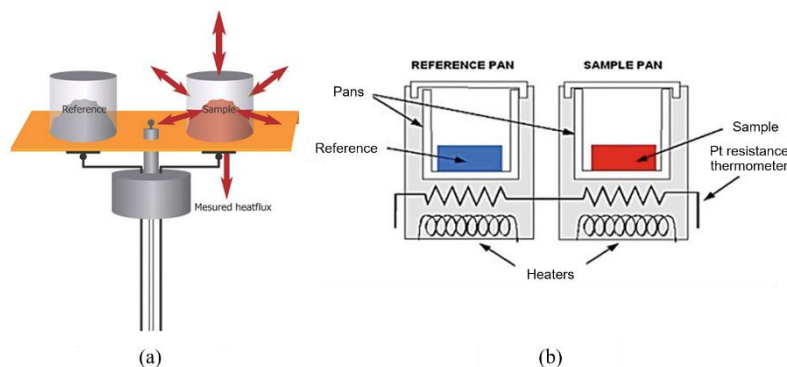 Reference
Sample
Mesured heatflux
(a)
REFERENCE PAN
SAMPLE PAN
Pans
Reference
Sample
Pt resistance
thermometer
Heaters
(b)